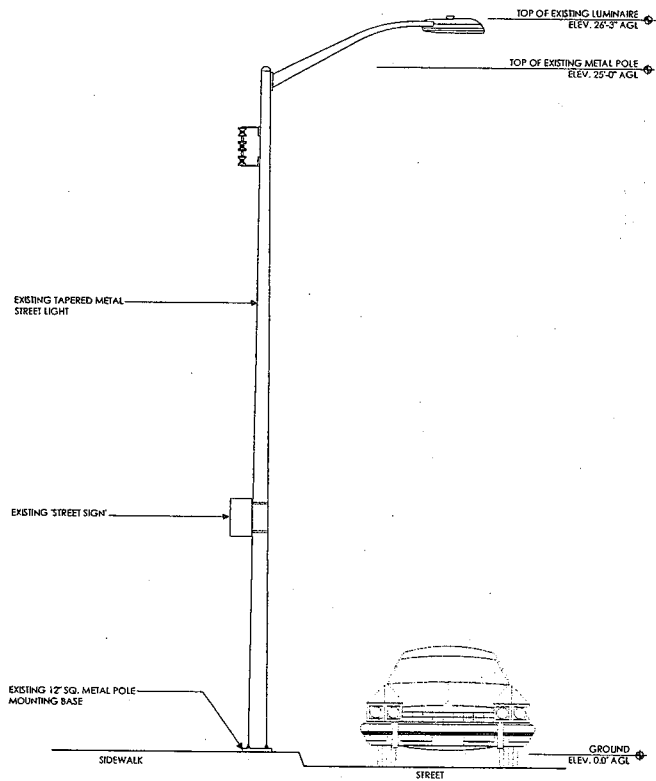 TOP OF EXISTING LUMINAIRE
ELEV. 26'-3" AGL
TOP OF EXISTING METAL POLE
ELEV. 25'-0" AGL
EXISTING TAPERED METAL
STREET LIGHT
EXISTING 'STREET SIGN'
EXISTING 12" SQ. METAL POLE
MOUNTING BASE
SIDEWALK
GROUND
ELEV. 0.0' AGL
STREET